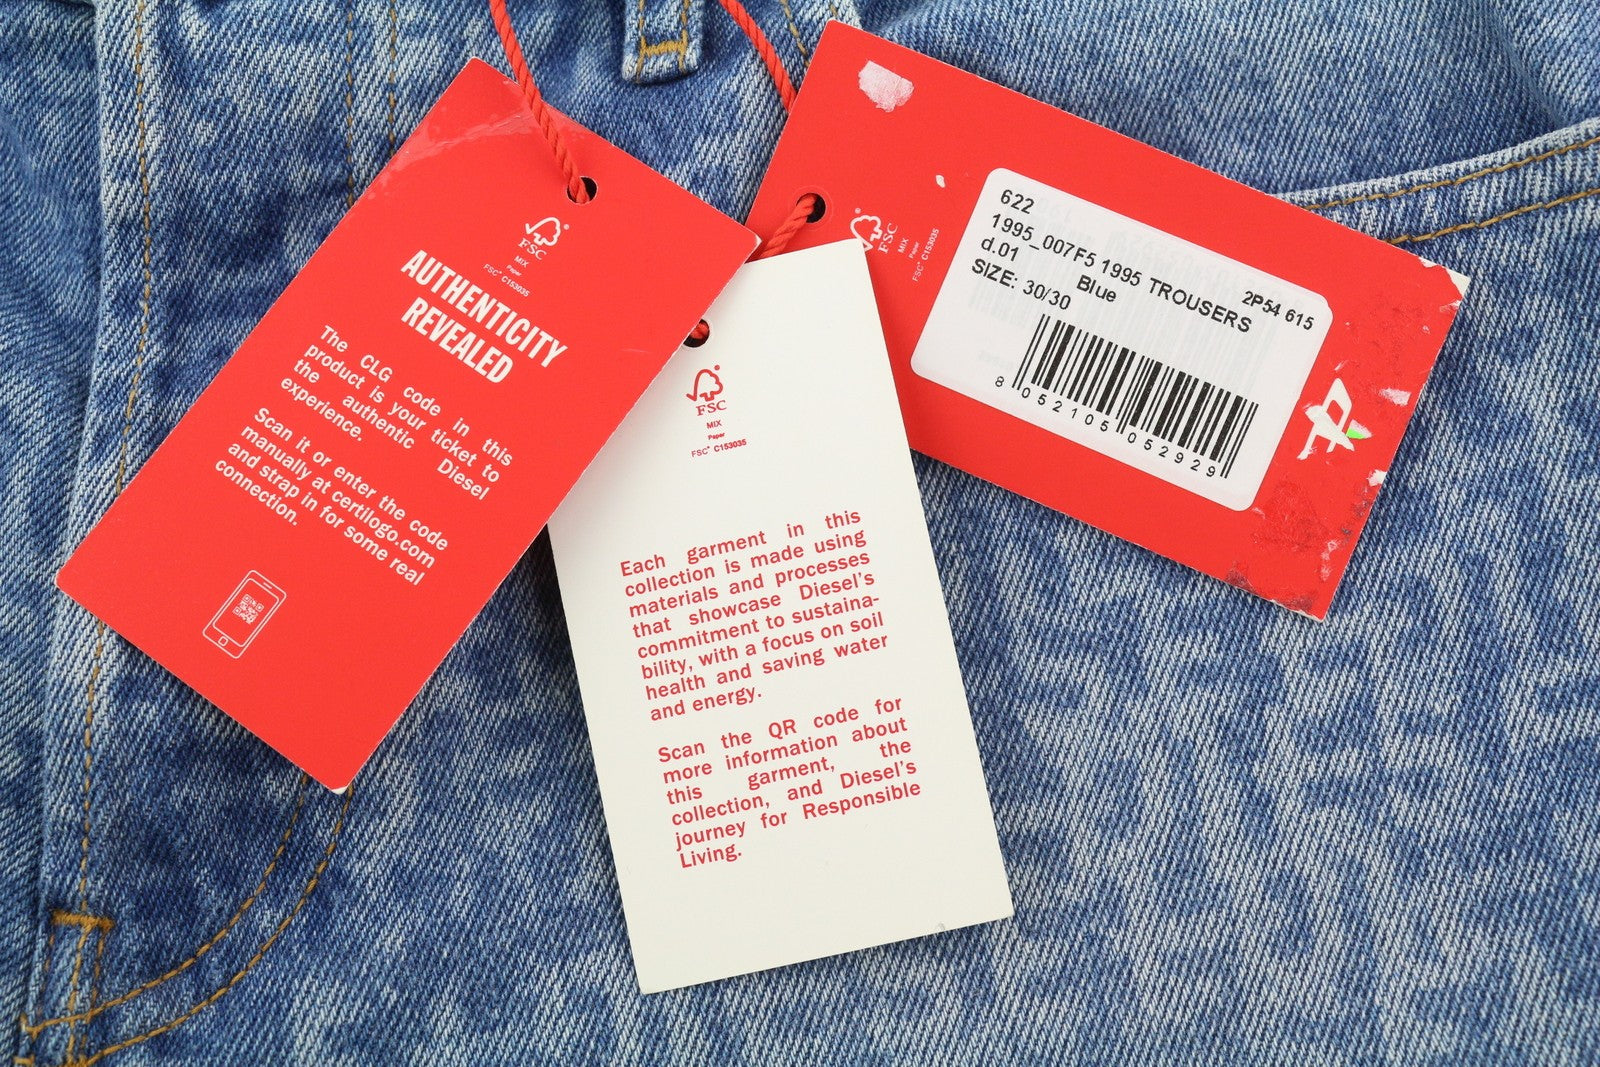 FSC®
MIX
Paper
FSC® C153035
AUTHENTICITY
REVEALED
The CLG code in this
product is your ticket to
the authentic Diesel
experience.
Scan it or enter the code
manually at certilogo.com
and strap in for some real
connection.
FSC®
MIX
Paper
FSC® C153035
Each garment in this
collection is made using
materials and processes
that showcase Diesel's
commitment to sustaina-
bility, with a focus on soil
health and saving water
and energy.
Scan the QR code for
more information about
this garment, the
collection, and Diesel's
journey for Responsible
Living.
FSC
MIX
Paper
FSC® C153035
622
1995_007F5 1995 TROUSERS
d.01 Blue 2P54 615
SIZE: 30/30
8 052105 052929